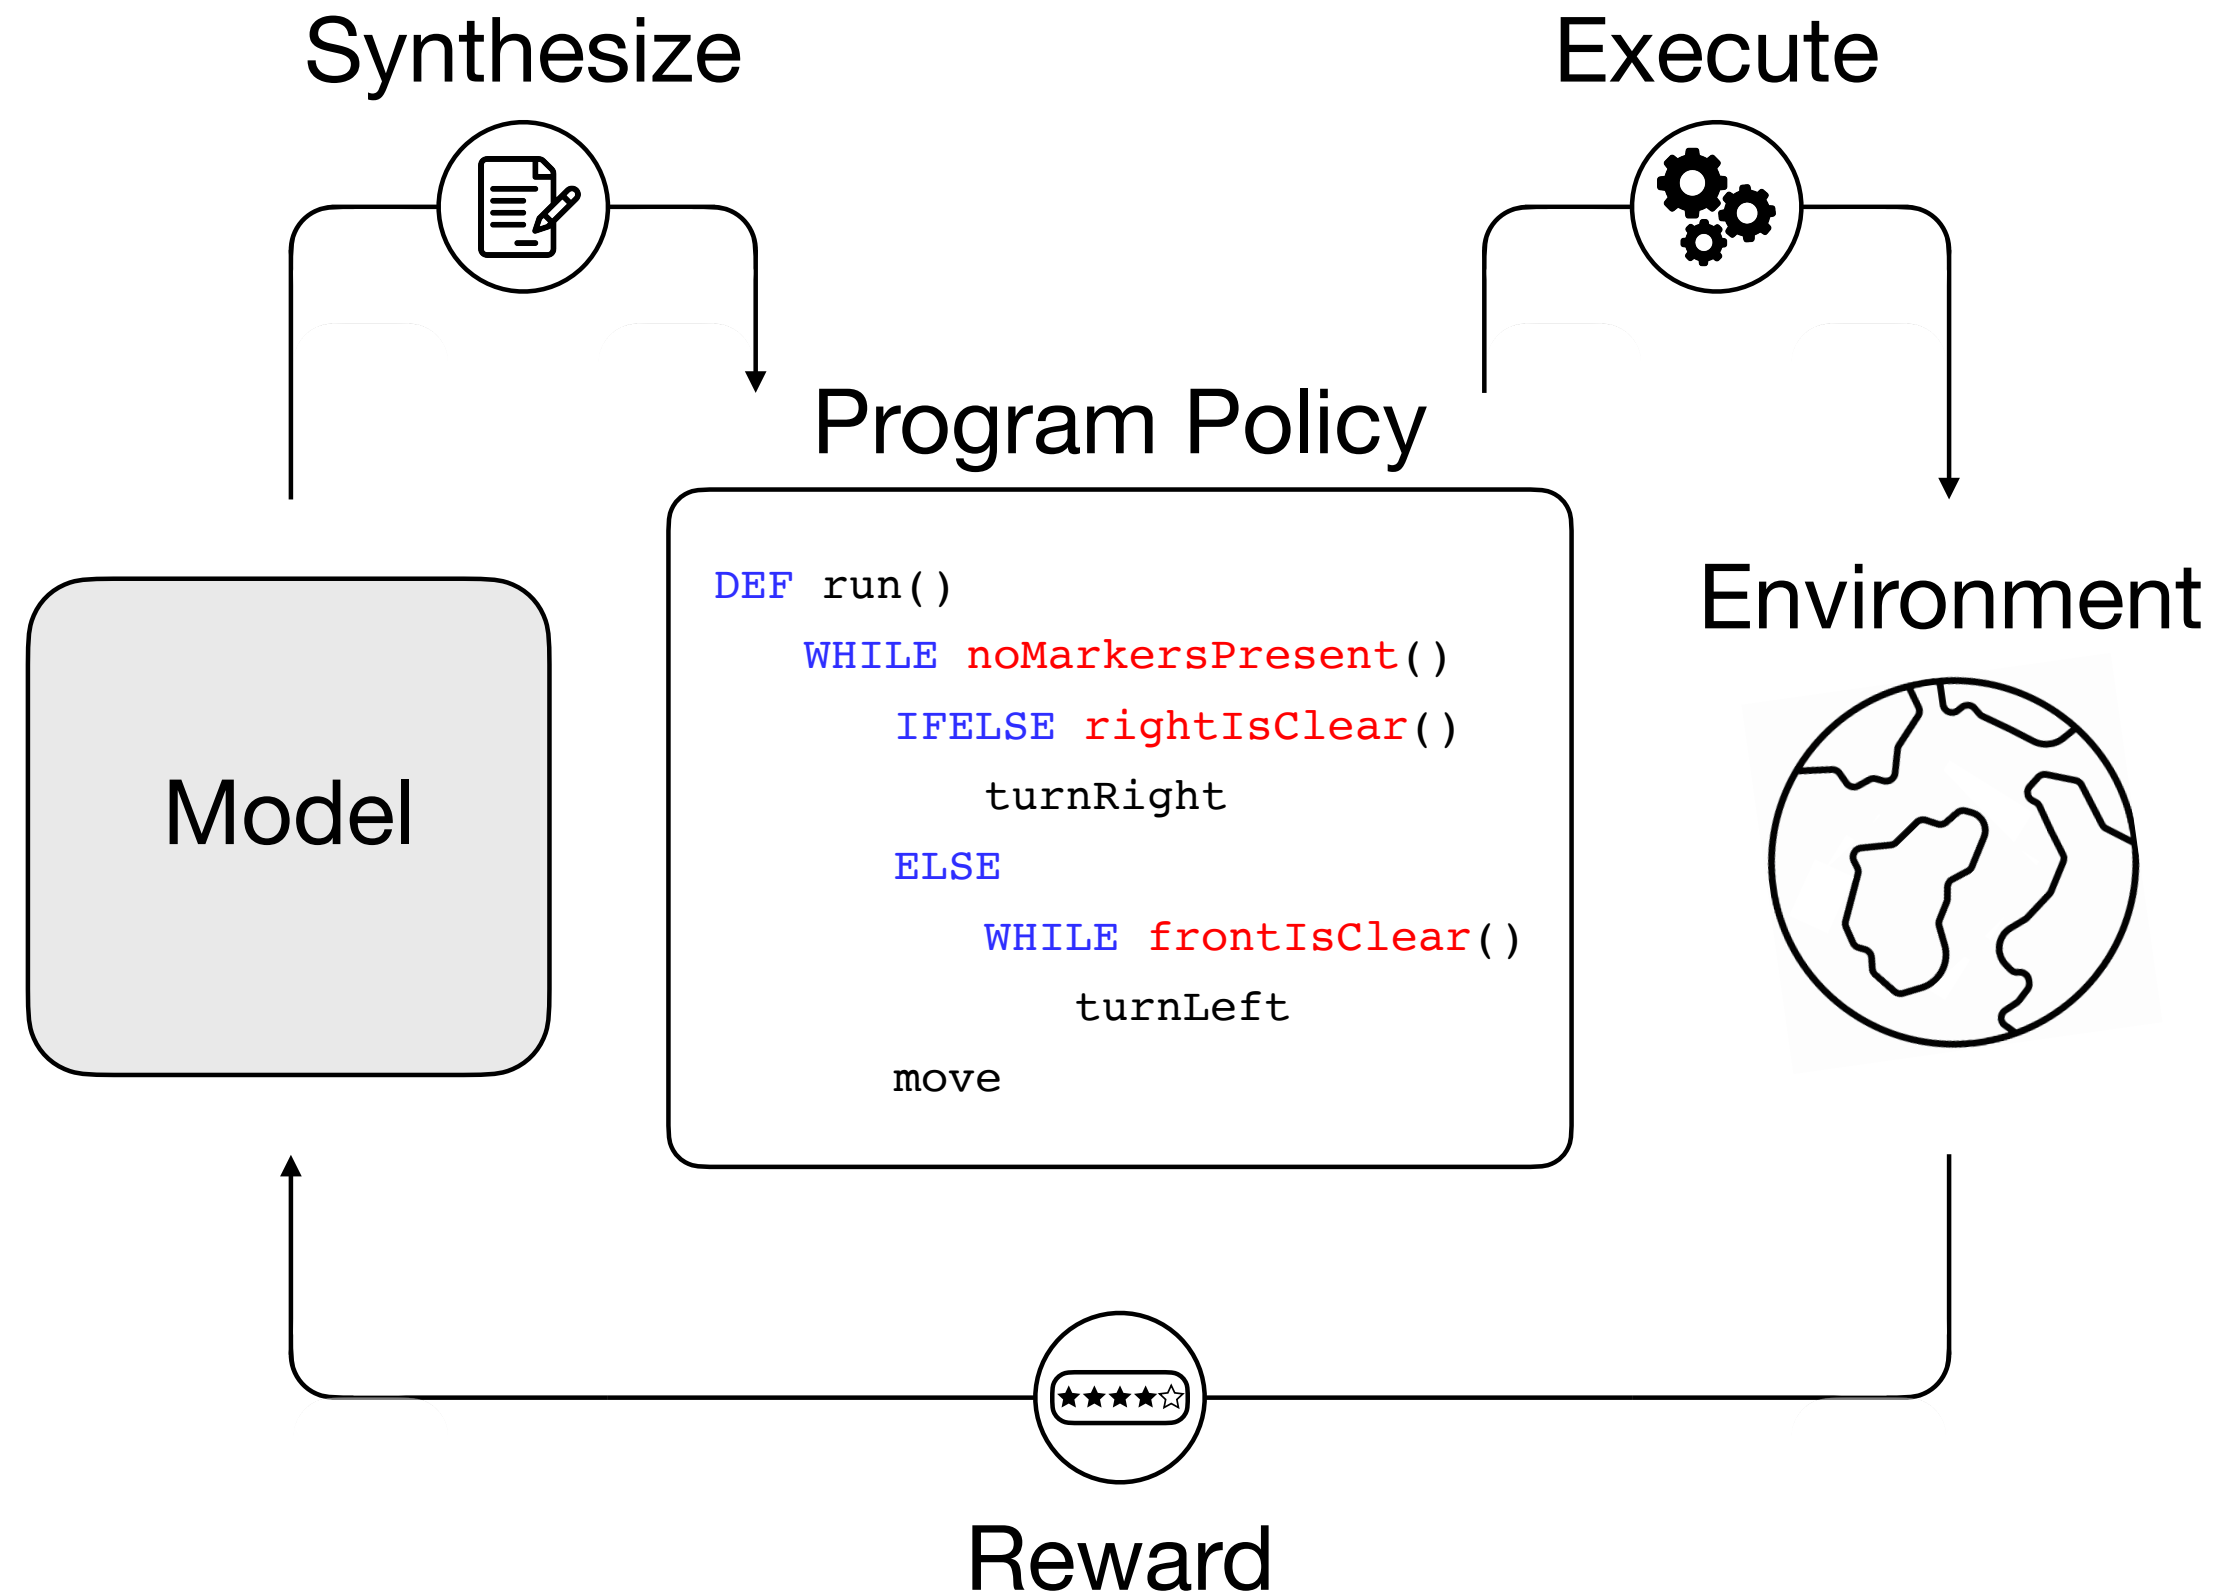 Synthesize
Execute
Program Policy
DEF run()
WHILE noMarkersPresent()
IFELSE rightIsClear()
turnRight
ELSE
WHILE frontIsClear()
turnLeft
move
Model
Environment
Reward